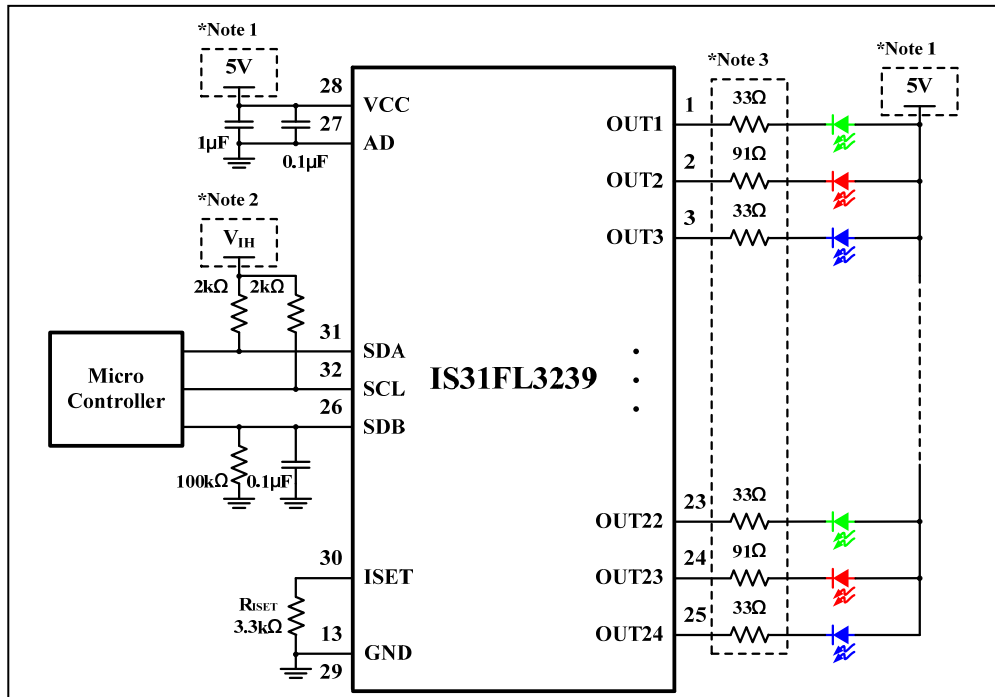 *Note 1
5V
28
VCC
27
AD
1μF
0.1μF
*Note 2
VIH
2kΩ
2kΩ
31
SDA
32
SCL
26
SDB
Micro
Controller
100kΩ
0.1μF
30
ISET
RISET
3.3kΩ
13
GND
29
IS31FL3239
*Note 3
*Note 1
5V
1
OUT1
33Ω
2
OUT2
91Ω
3
OUT3
33Ω
23
OUT22
33Ω
24
OUT23
91Ω
25
OUT24
33Ω